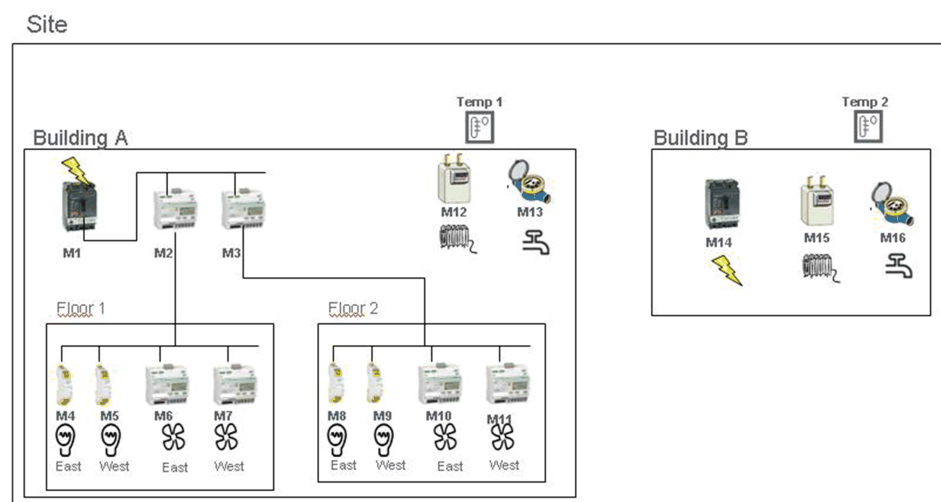 Site
Temp 1
Temp 2
Building A
Building B
M1
M2
M3
M12
M13
M14
M15
M16
Floor 1
Floor 2
M4
M5
M6
M7
M8
M9
M10
M11
East
West
East
West
East
West
East
West